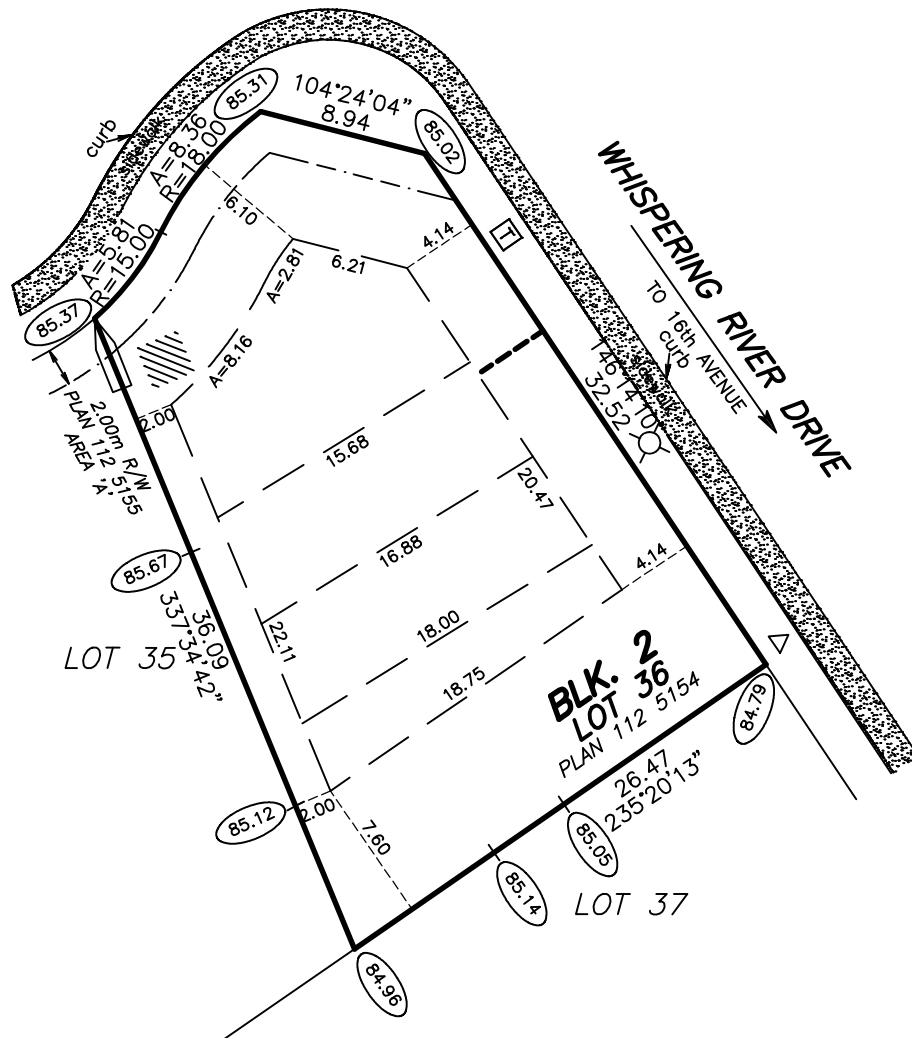 85.31
104°24'04"
8.94
85.02
curb
sidewalk
A=8.36
R=18.00
A=5.81
R=15.00
85.37
6.10
A=2.81
6.21
4.14
T
WHISPERING RIVER DRIVE
TO 16th AVENUE
curb
sidewalk
146°14'10"
32.52
A=8.16
2.00
2.00m R/W
PLAN 112 5155
AREA 'A'
15.68
20.47
16.88
4.14
85.67
36.09
337°34'42"
LOT 35
22.11
18.00
18.75
BLK. 2
LOT 36
PLAN 112 5154
84.79
26.47
235°20'13"
85.12
2.00
7.60
85.05
85.14
LOT 37
84.96